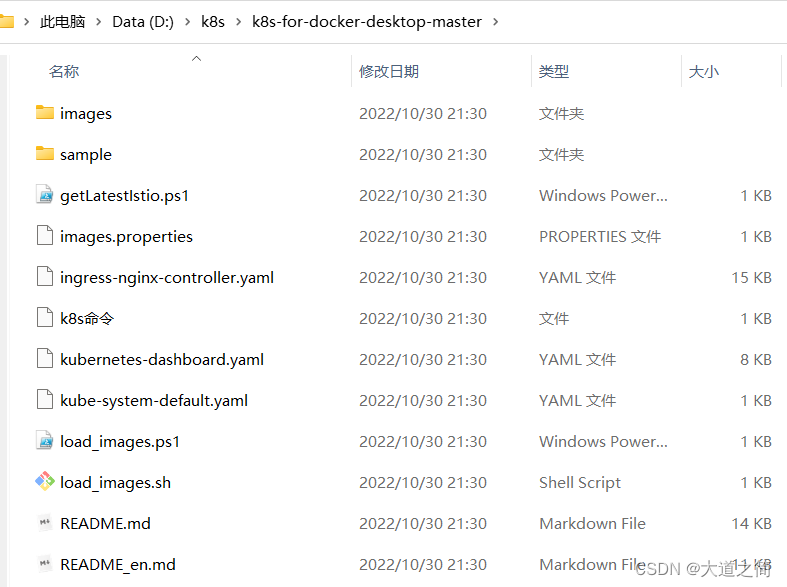 此电脑 > Data (D:) > k8s > k8s-for-docker-desktop-master >
名称 修改日期 类型 大小
images 2022/10/30 21:30 文件夹
sample 2022/10/30 21:30 文件夹
getLatestIstio.ps1 2022/10/30 21:30 Windows Power... 1 KB
images.properties 2022/10/30 21:30 PROPERTIES 文件 1 KB
ingress-nginx-controller.yaml 2022/10/30 21:30 YAML 文件 15 KB
k8s命令 2022/10/30 21:30 文件 1 KB
kubernetes-dashboard.yaml 2022/10/30 21:30 YAML 文件 8 KB
kube-system-default.yaml 2022/10/30 21:30 YAML 文件 1 KB
load_images.ps1 2022/10/30 21:30 Windows Power... 1 KB
load_images.sh 2022/10/30 21:30 Shell Script 1 KB
README.md 2022/10/30 21:30 Markdown File 14 KB
README_en.md 2022/10/30 21:30 Markdown File 11 KB
CSDN @大道之简